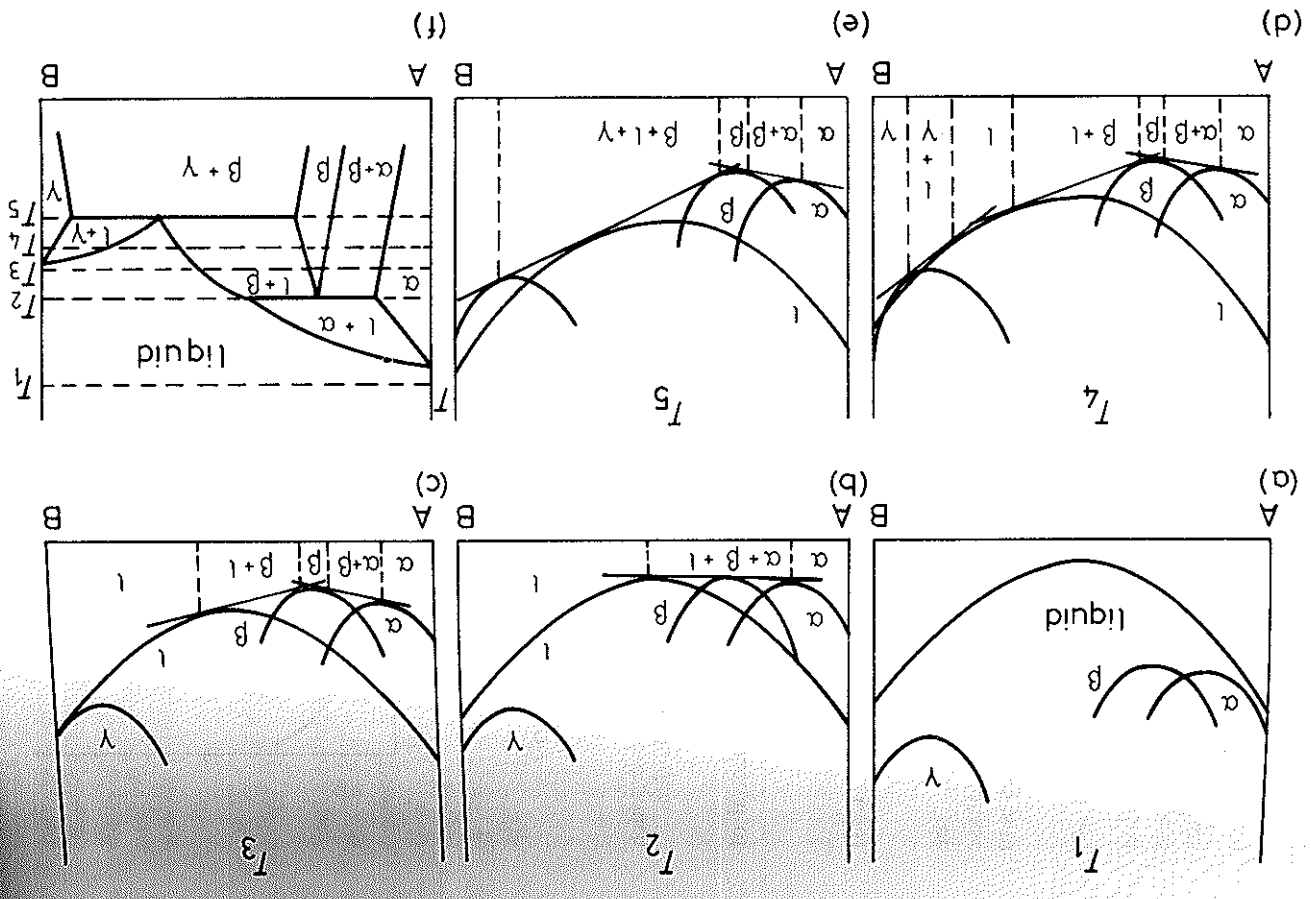 T₁
γ
α β
liquid
A B
(a)
T₂
γ
l
α β
α α + β + l
A B
(b)
T₃
γ
l
α β
α α+β β β + l l
A B
(c)
T₄
l
α β
α α+β β β + l l l + γ γ
A B
(d)
T₅
l
α β
α α+β β β + l + γ
A B
(e)
T
T₁
liquid
l + α
T₂
l + β
T₃
T₄
l + γ
T₅
α α+β β β + γ γ
A B
(f)